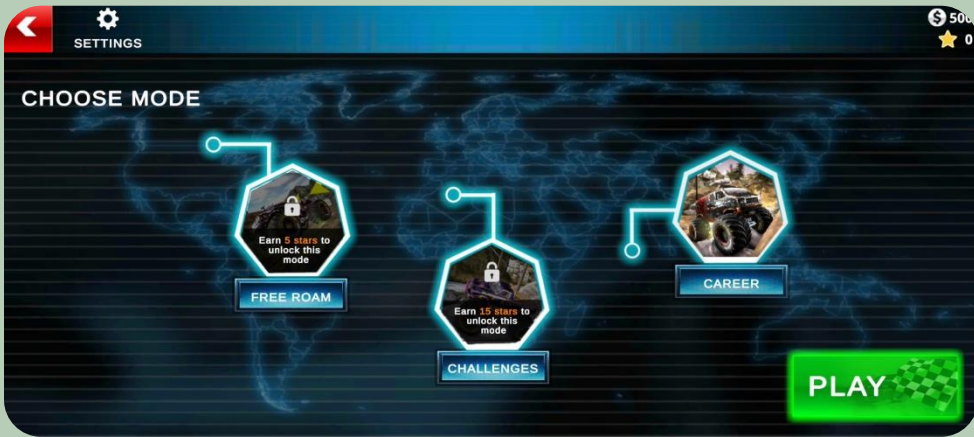 SETTINGS
500
0
CHOOSE MODE
Earn 5 stars to
unlock this
mode
FREE ROAM
Earn 15 stars to
unlock this
mode
CHALLENGES
CAREER
PLAY